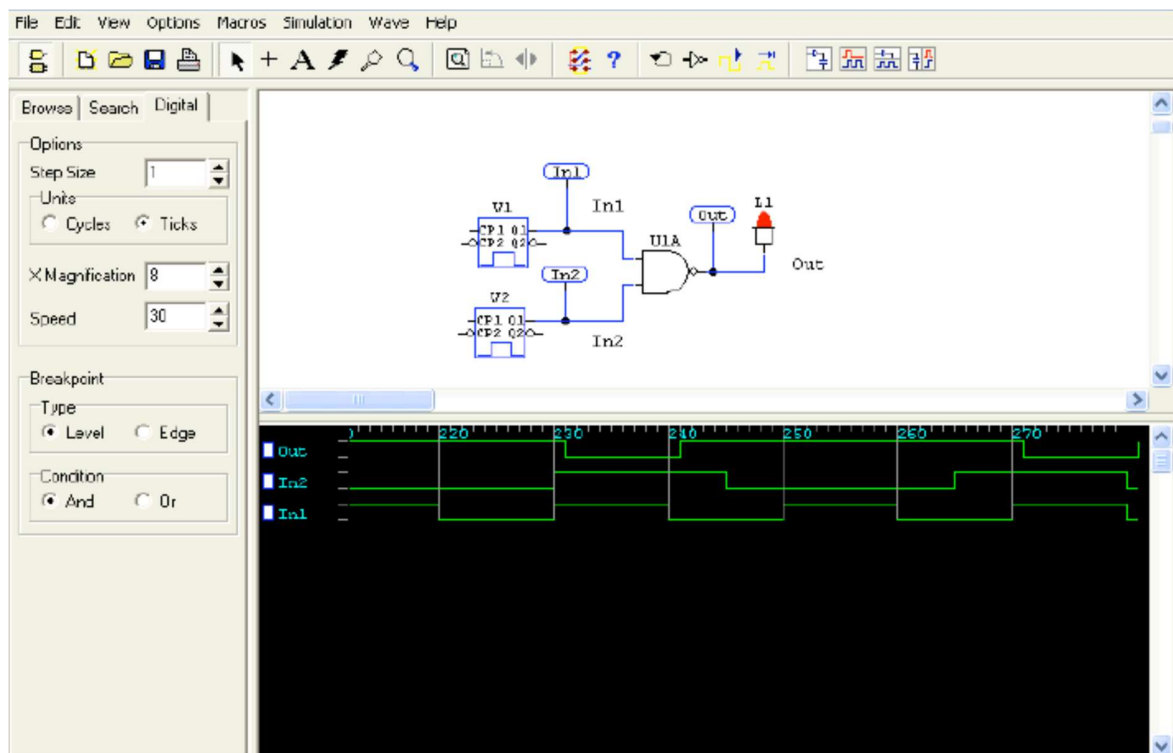 File Edit View Options Macros Simulation Wave Help
A ?
Browse Search Digital
Options
Step Size 1
Units
Cycles Ticks
X Magnification 8
Speed 30
Breakpoint
Type
Level Edge
Condition
And Or
In1
V1 In1
CP1 Q1
CP2 Q2
In2
V2
CP1 Q1
CP2 Q2
In2
U1A
Out
L1
Out
220 230 240 250 260 270
Out
In2
In1